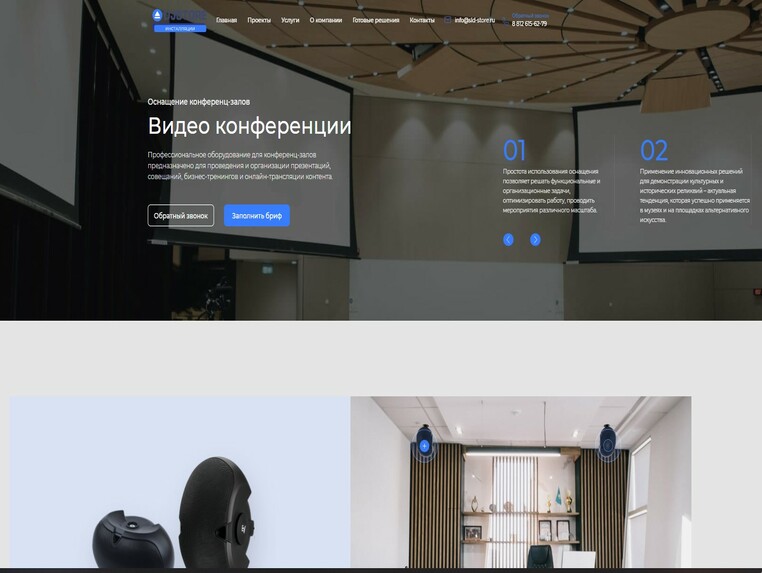 Главная Проекты Услуги О компании Готовые решения Контакты info@sld-store.ru
Обратный звонок
8 812 615-62-79
ИНСТАЛЛЯЦИИ
Оснащение конференц-залов
Видео конференции
Профессиональное оборудование для конференц-залов
предназначено для проведения и организации презентаций,
совещаний, бизнес-тренингов и онлайн-трансляции контента.
Обратный звонок
Заполнить бриф
01
Простота использования оснащения
позволяет решать функциональные и
организационные задачи,
оптимизировать работу, проводить
мероприятия различного масштаба.
02
Применение инновационных решений
для демонстрации культурных и
исторических реликвий – актуальная
тенденция, которая успешно применяется
в музеях и на площадках альтернативного
искусства.